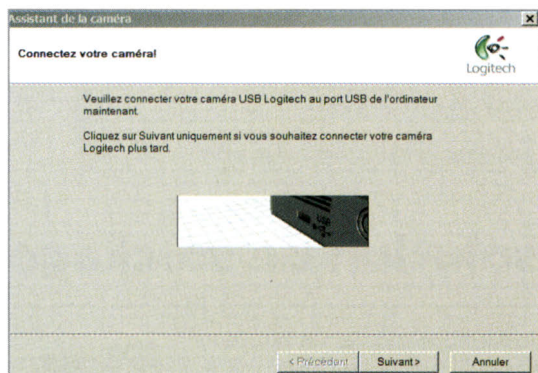 Assistant de la caméra
Connectez votre caméra!
Logitech
Veuillez connecter votre caméra USB Logitech au port USB de l'ordinateur
maintenant.
Cliquez sur Suivant uniquement si vous souhaitez connecter votre caméra
Logitech plus tard.
USB
< Précédent Suivant > Annuler